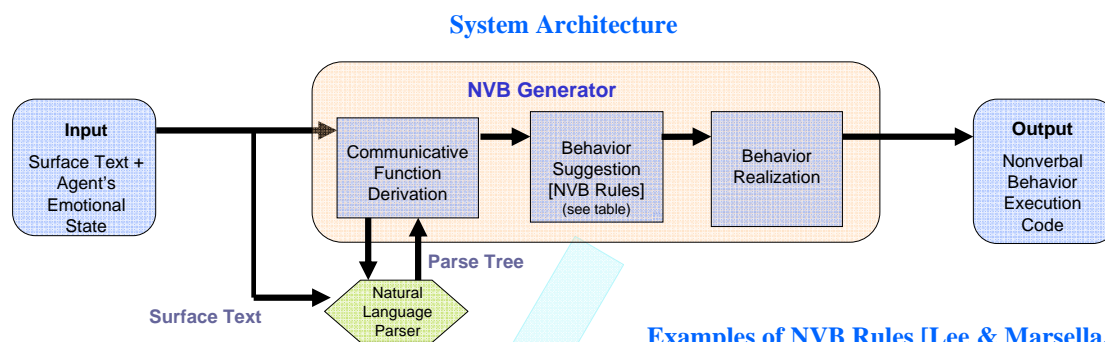 System Architecture
NVB Generator
Input
Surface Text +
Agent's
Emotional
State
Communicative
Function
Derivation
Behavior
Suggestion
[NVB Rules]
(see table)
Behavior
Realization
Output
Nonverbal
Behavior
Execution
Code
Parse Tree
Surface Text
Natural
Language
Parser
Examples of NVB Rules [Lee & Marsella,